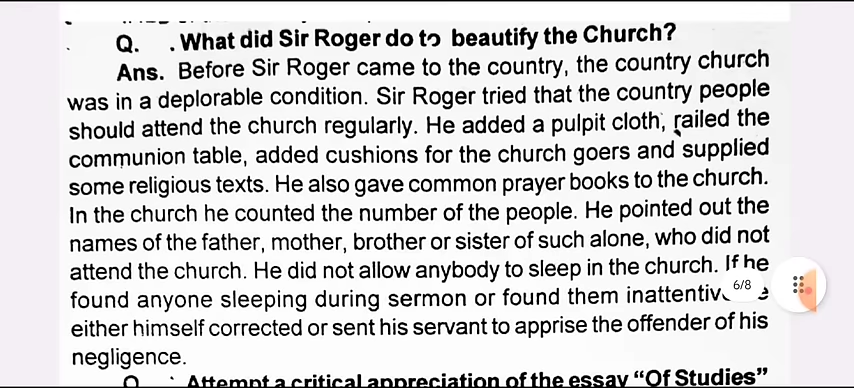 Q. . What did Sir Roger do to beautify the Church?
Ans. Before Sir Roger came to the country, the country church
was in a deplorable condition. Sir Roger tried that the country people
should attend the church regularly. He added a pulpit cloth, railed the
communion table, added cushions for the church goers and supplied
some religious texts. He also gave common prayer books to the church.
In the church he counted the number of the people. He pointed out the
names of the father, mother, brother or sister of such alone, who did not
attend the church. He did not allow anybody to sleep in the church. If he
found anyone sleeping during sermon or found them
6/8
either himself corrected or sent his servant to apprise the offender of his
negligence.
Q. Attempt a critical appreciation of the essay “Of Studies”